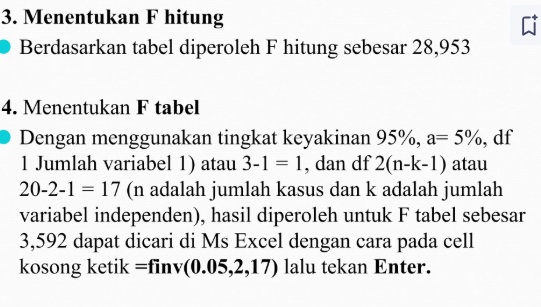 3. Menentukan F hitung
Berdasarkan tabel diperoleh F hitung sebesar 28,953
4. Menentukan F tabel
Dengan menggunakan tingkat keyakinan 95%, a= 5%, df
1 Jumlah variabel 1) atau 3-1 = 1, dan df 2(n-k-1) atau
20-2-1 = 17 (n adalah jumlah kasus dan k adalah jumlah
variabel independen), hasil diperoleh untuk F tabel sebesar
3,592 dapat dicari di Ms Excel dengan cara pada cell
kosong ketik =finv(0.05,2,17) lalu tekan Enter.